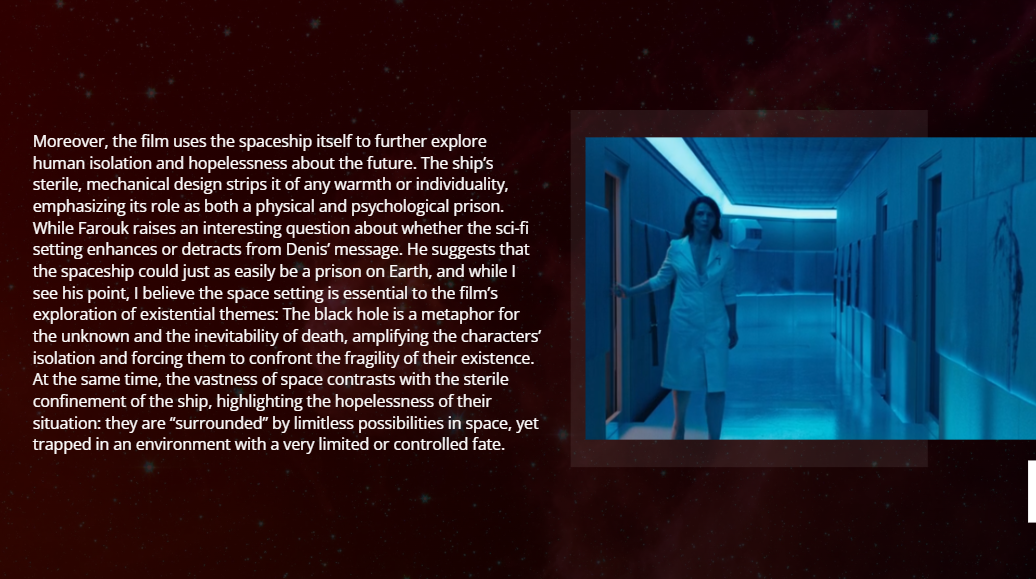 Moreover, the film uses the spaceship itself to further explore
human isolation and hopelessness about the future. The ship’s
sterile, mechanical design strips it of any warmth or individuality,
emphasizing its role as both a physical and psychological prison.
While Farouk raises an interesting question about whether the sci-fi
setting enhances or detracts from Denis’ message. He suggests that
the spaceship could just as easily be a prison on Earth, and while I
see his point, I believe the space setting is essential to the film’s
exploration of existential themes: The black hole is a metaphor for
the unknown and the inevitability of death, amplifying the characters’
isolation and forcing them to confront the fragility of their existence.
At the same time, the vastness of space contrasts with the sterile
confinement of the ship, highlighting the hopelessness of their
situation: they are “surrounded” by limitless possibilities in space, yet
trapped in an environment with a very limited or controlled fate.